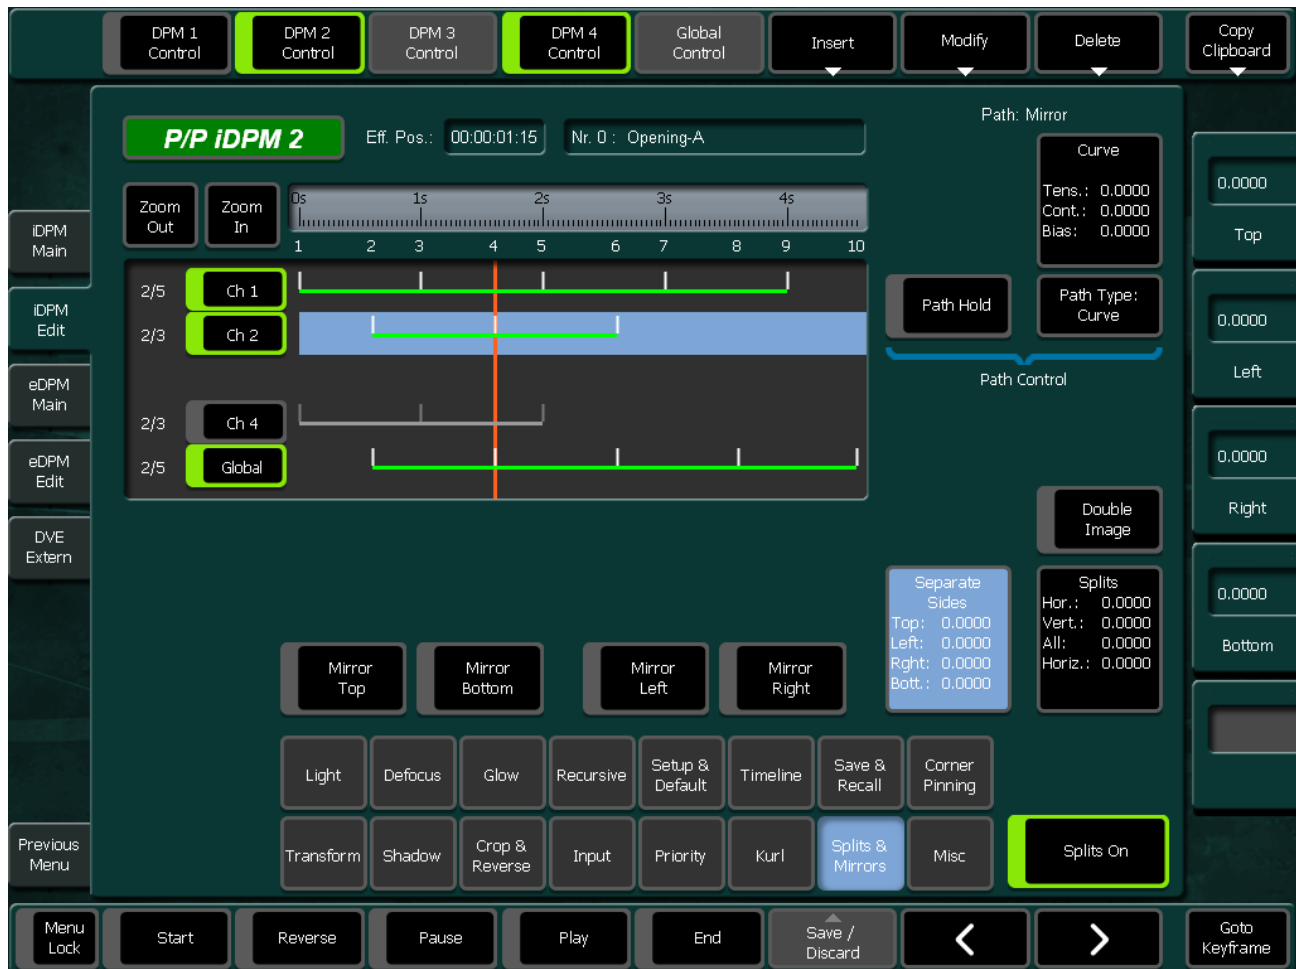 DPM 1
Control
DPM 2
Control
DPM 3
Control
DPM 4
Control
Global
Control
Insert
Modify
Delete
Copy
Clipboard
P/P iDPM 2
Eff. Pos.: 00:00:01:15
Nr. 0 : Opening-A
Path: Mirror
Curve
Tens.: 0.0000
Cont.: 0.0000
Bias: 0.0000
Zoom
Out
Zoom
In
0s 1s 2s 3s 4s
1 2 3 4 5 6 7 8 9 10
2/5 Ch 1
2/3 Ch 2
2/3 Ch 4
2/5 Global
Path Hold
Path Type:
Curve
Path Control
iDPM
Main
iDPM
Edit
eDPM
Main
eDPM
Edit
DVE
Extern
Previous
Menu
0.0000
Top
0.0000
Left
0.0000
Right
0.0000
Bottom
Double
Image
Separate
Sides
Top: 0.0000
Left: 0.0000
Rght: 0.0000
Bott.: 0.0000
Splits
Hor.: 0.0000
Vert.: 0.0000
All: 0.0000
Horiz.: 0.0000
Mirror
Top
Mirror
Bottom
Mirror
Left
Mirror
Right
Light
Defocus
Glow
Recursive
Setup &
Default
Timeline
Save &
Recall
Corner
Pinning
Transform
Shadow
Crop &
Reverse
Input
Priority
Kurl
Splits &
Mirrors
Misc
Splits On
Menu
Lock
Start
Reverse
Pause
Play
End
Save /
Discard
Goto
Keyframe